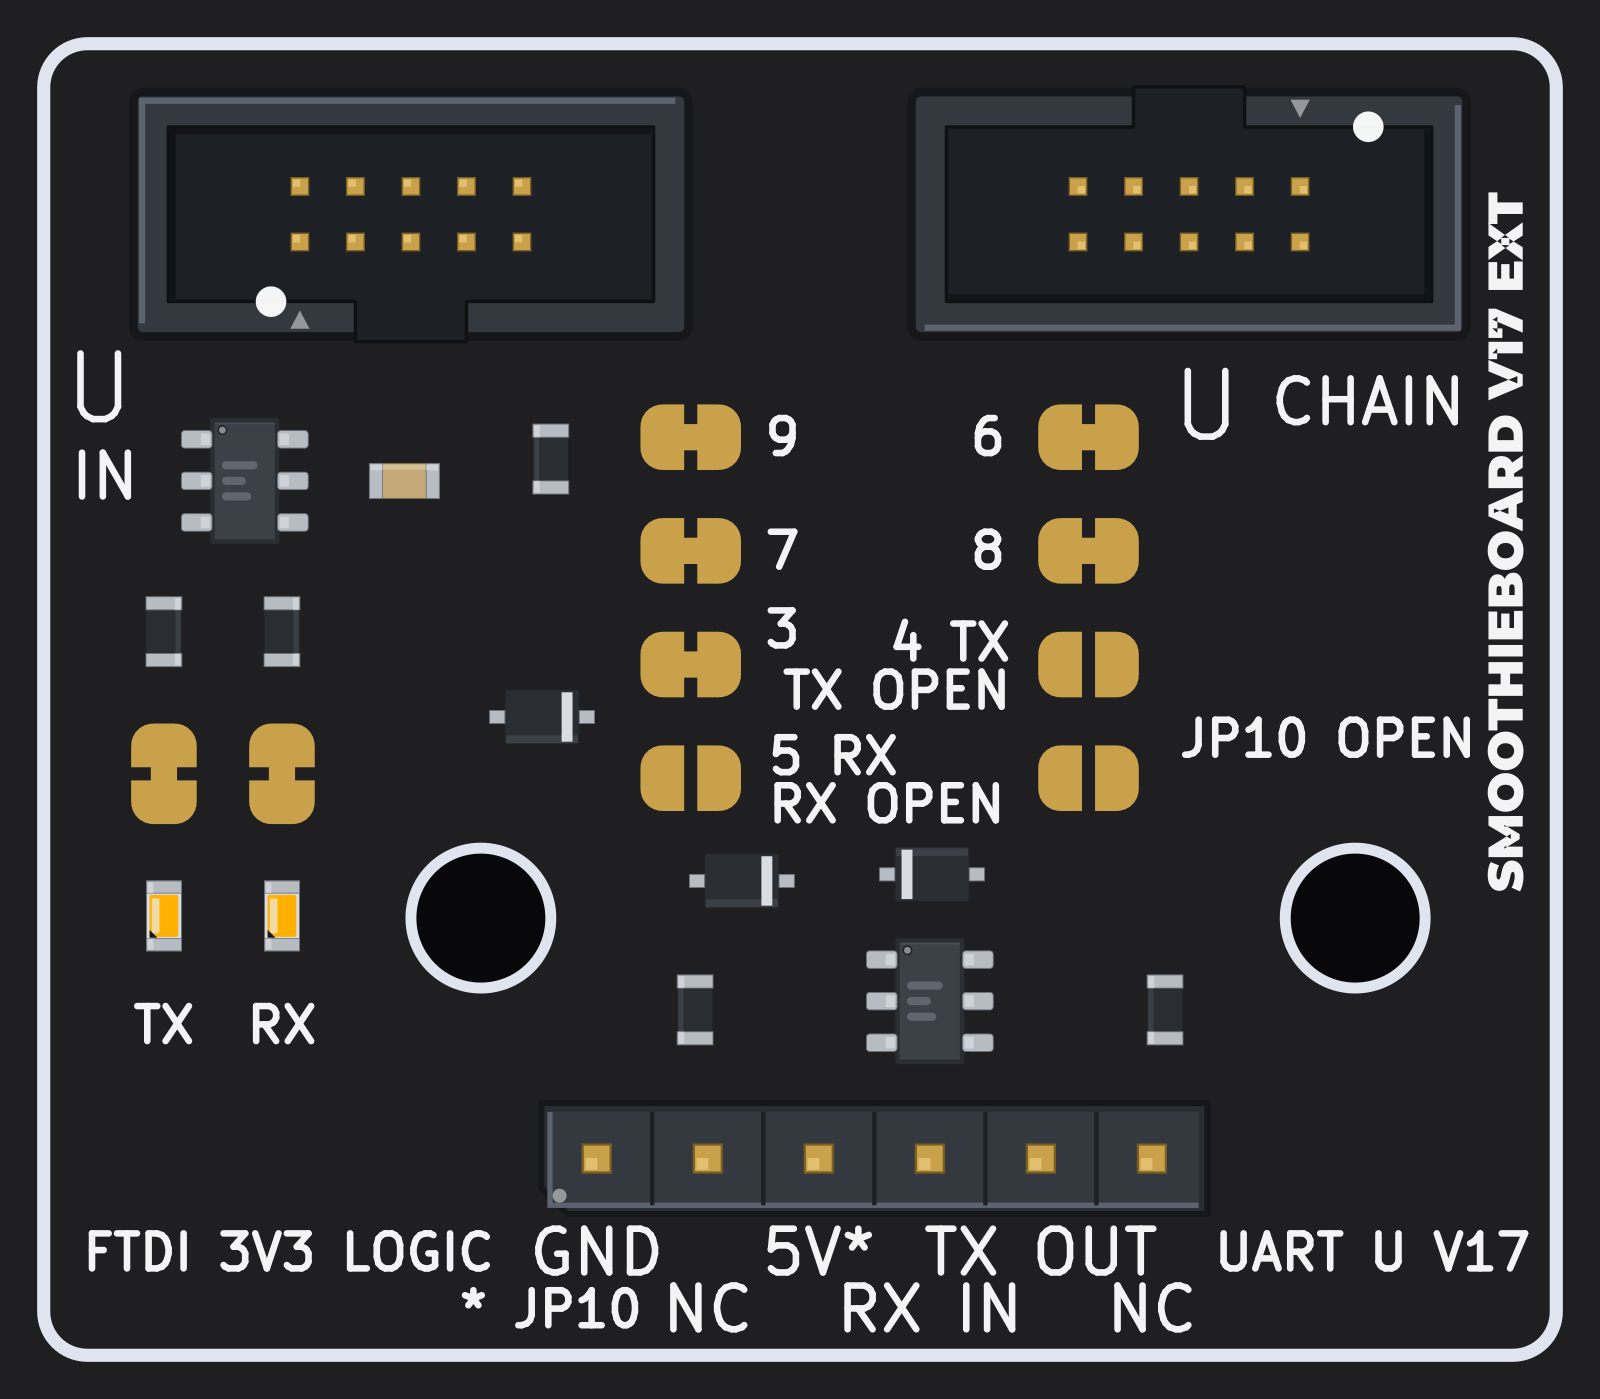 U
IN
U CHAIN
9
6
7
8
3
4 TX
TX OPEN
5 RX
RX OPEN
JP10 OPEN
SMOOTHIEBOARD V17 EXT
TX
RX
FTDI 3V3 LOGIC
GND
5V*
TX OUT
UART U V17
* JP10
NC
RX IN
NC